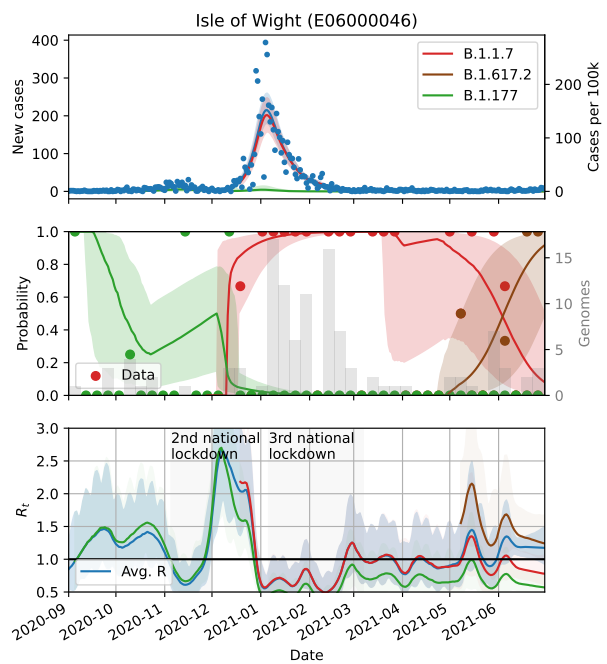 Isle of Wight (E06000046)
400
300
200
100
0
New cases
B.1.1.7
B.1.617.2
B.1.177
200
100
0
Cases per 100k
1.0
0.8
0.6
0.4
0.2
0.0
Probability
Data
15
10
5
0
Genomes
3.0
2.5
2.0
1.5
1.0
0.5
Rt
2nd national
lockdown
3rd national
lockdown
Avg. R
2020-09
2020-10
2020-11
2020-12
2021-01
2021-02
2021-03
2021-04
2021-05
2021-06
Date